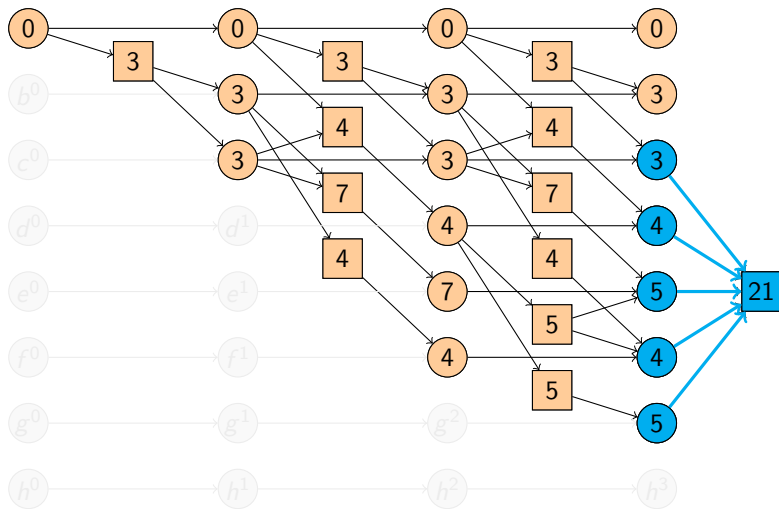 0 0 0 0
3 3 3
b⁰ 3 3 3
4 4
c⁰ 3 3 3
7 7
d⁰ d¹ 4 4
4 4
e⁰ e¹ 7 5 21
5
f⁰ f¹ 4 4
5
g⁰ g¹ g² 5
h⁰ h¹ h² h³